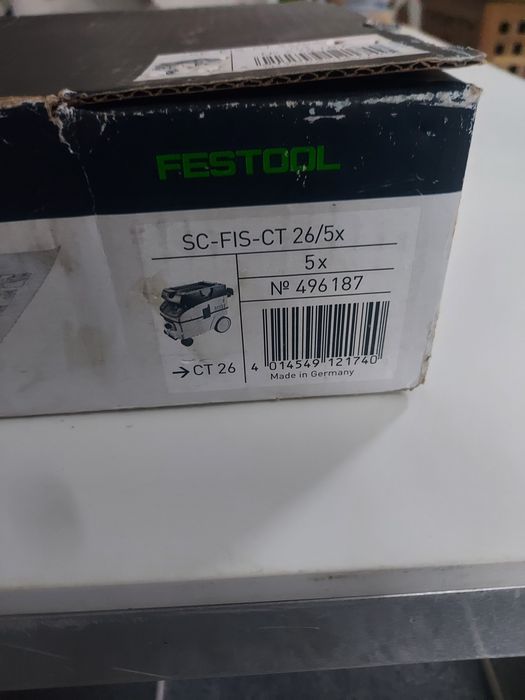 FESTOOL
SC-FIS-CT 26/5x
5x
Nº 496187
→ CT 26
4 014549 121740
Made in Germany